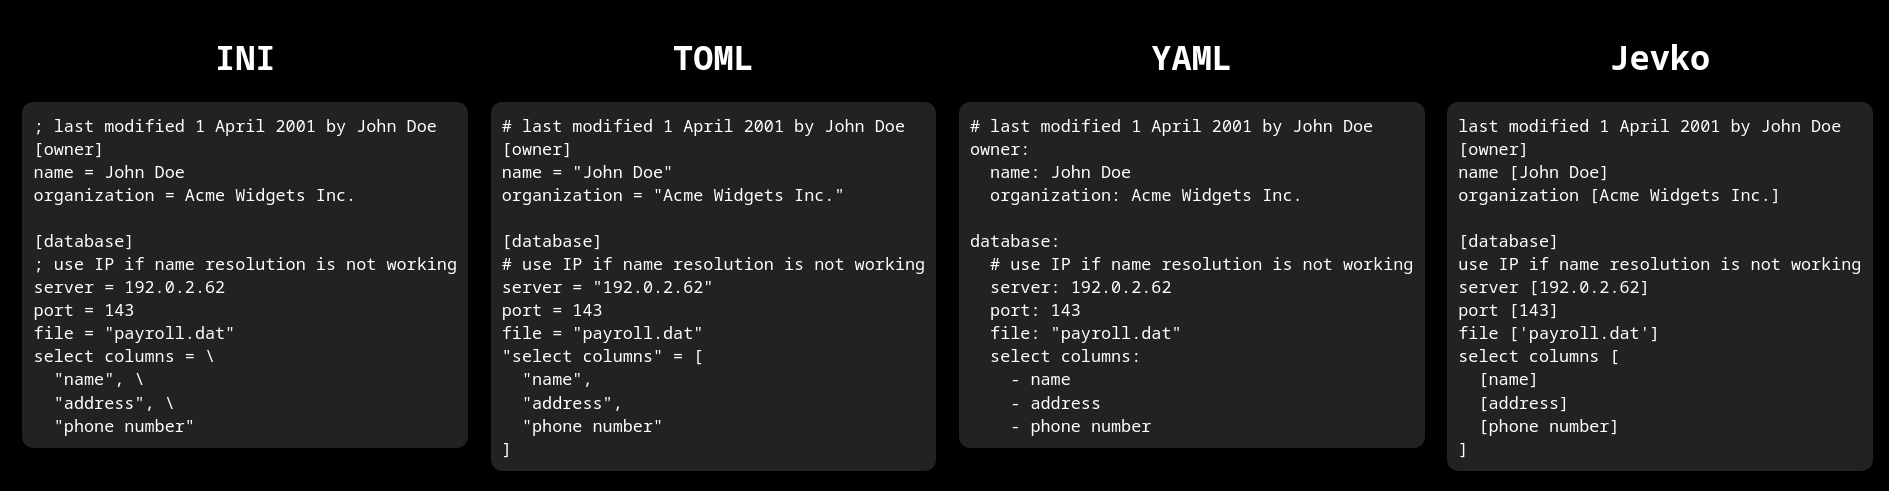 INI
; last modified 1 April 2001 by John Doe
[owner]
name = John Doe
organization = Acme Widgets Inc.

[database]
; use IP if name resolution is not working
server = 192.0.2.62
port = 143
file = "payroll.dat"
select columns = \
  "name", \
  "address", \
  "phone number"

TOML
# last modified 1 April 2001 by John Doe
[owner]
name = "John Doe"
organization = "Acme Widgets Inc."

[database]
# use IP if name resolution is not working
server = "192.0.2.62"
port = 143
file = "payroll.dat"
"select columns" = [
  "name",
  "address",
  "phone number"
]

YAML
# last modified 1 April 2001 by John Doe
owner:
  name: John Doe
  organization: Acme Widgets Inc.

database:
  # use IP if name resolution is not working
  server: 192.0.2.62
  port: 143
  file: "payroll.dat"
  select columns:
    - name
    - address
    - phone number

Jevko
last modified 1 April 2001 by John Doe
[owner]
name [John Doe]
organization [Acme Widgets Inc.]

[database]
use IP if name resolution is not working
server [192.0.2.62]
port [143]
file ['payroll.dat']
select columns [
  [name]
  [address]
  [phone number]
]